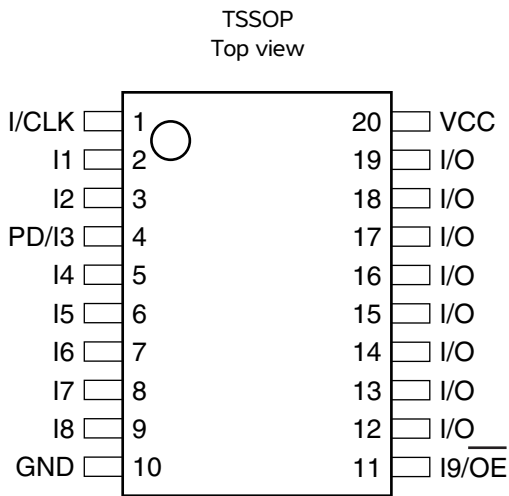 TSSOP
Top view
I/CLK 1 20 VCC
I1 2 19 I/O
I2 3 18 I/O
PD/I3 4 17 I/O
I4 5 16 I/O
I5 6 15 I/O
I6 7 14 I/O
I7 8 13 I/O
I8 9 12 I/O
GND 10 11 I9/O̅E̅